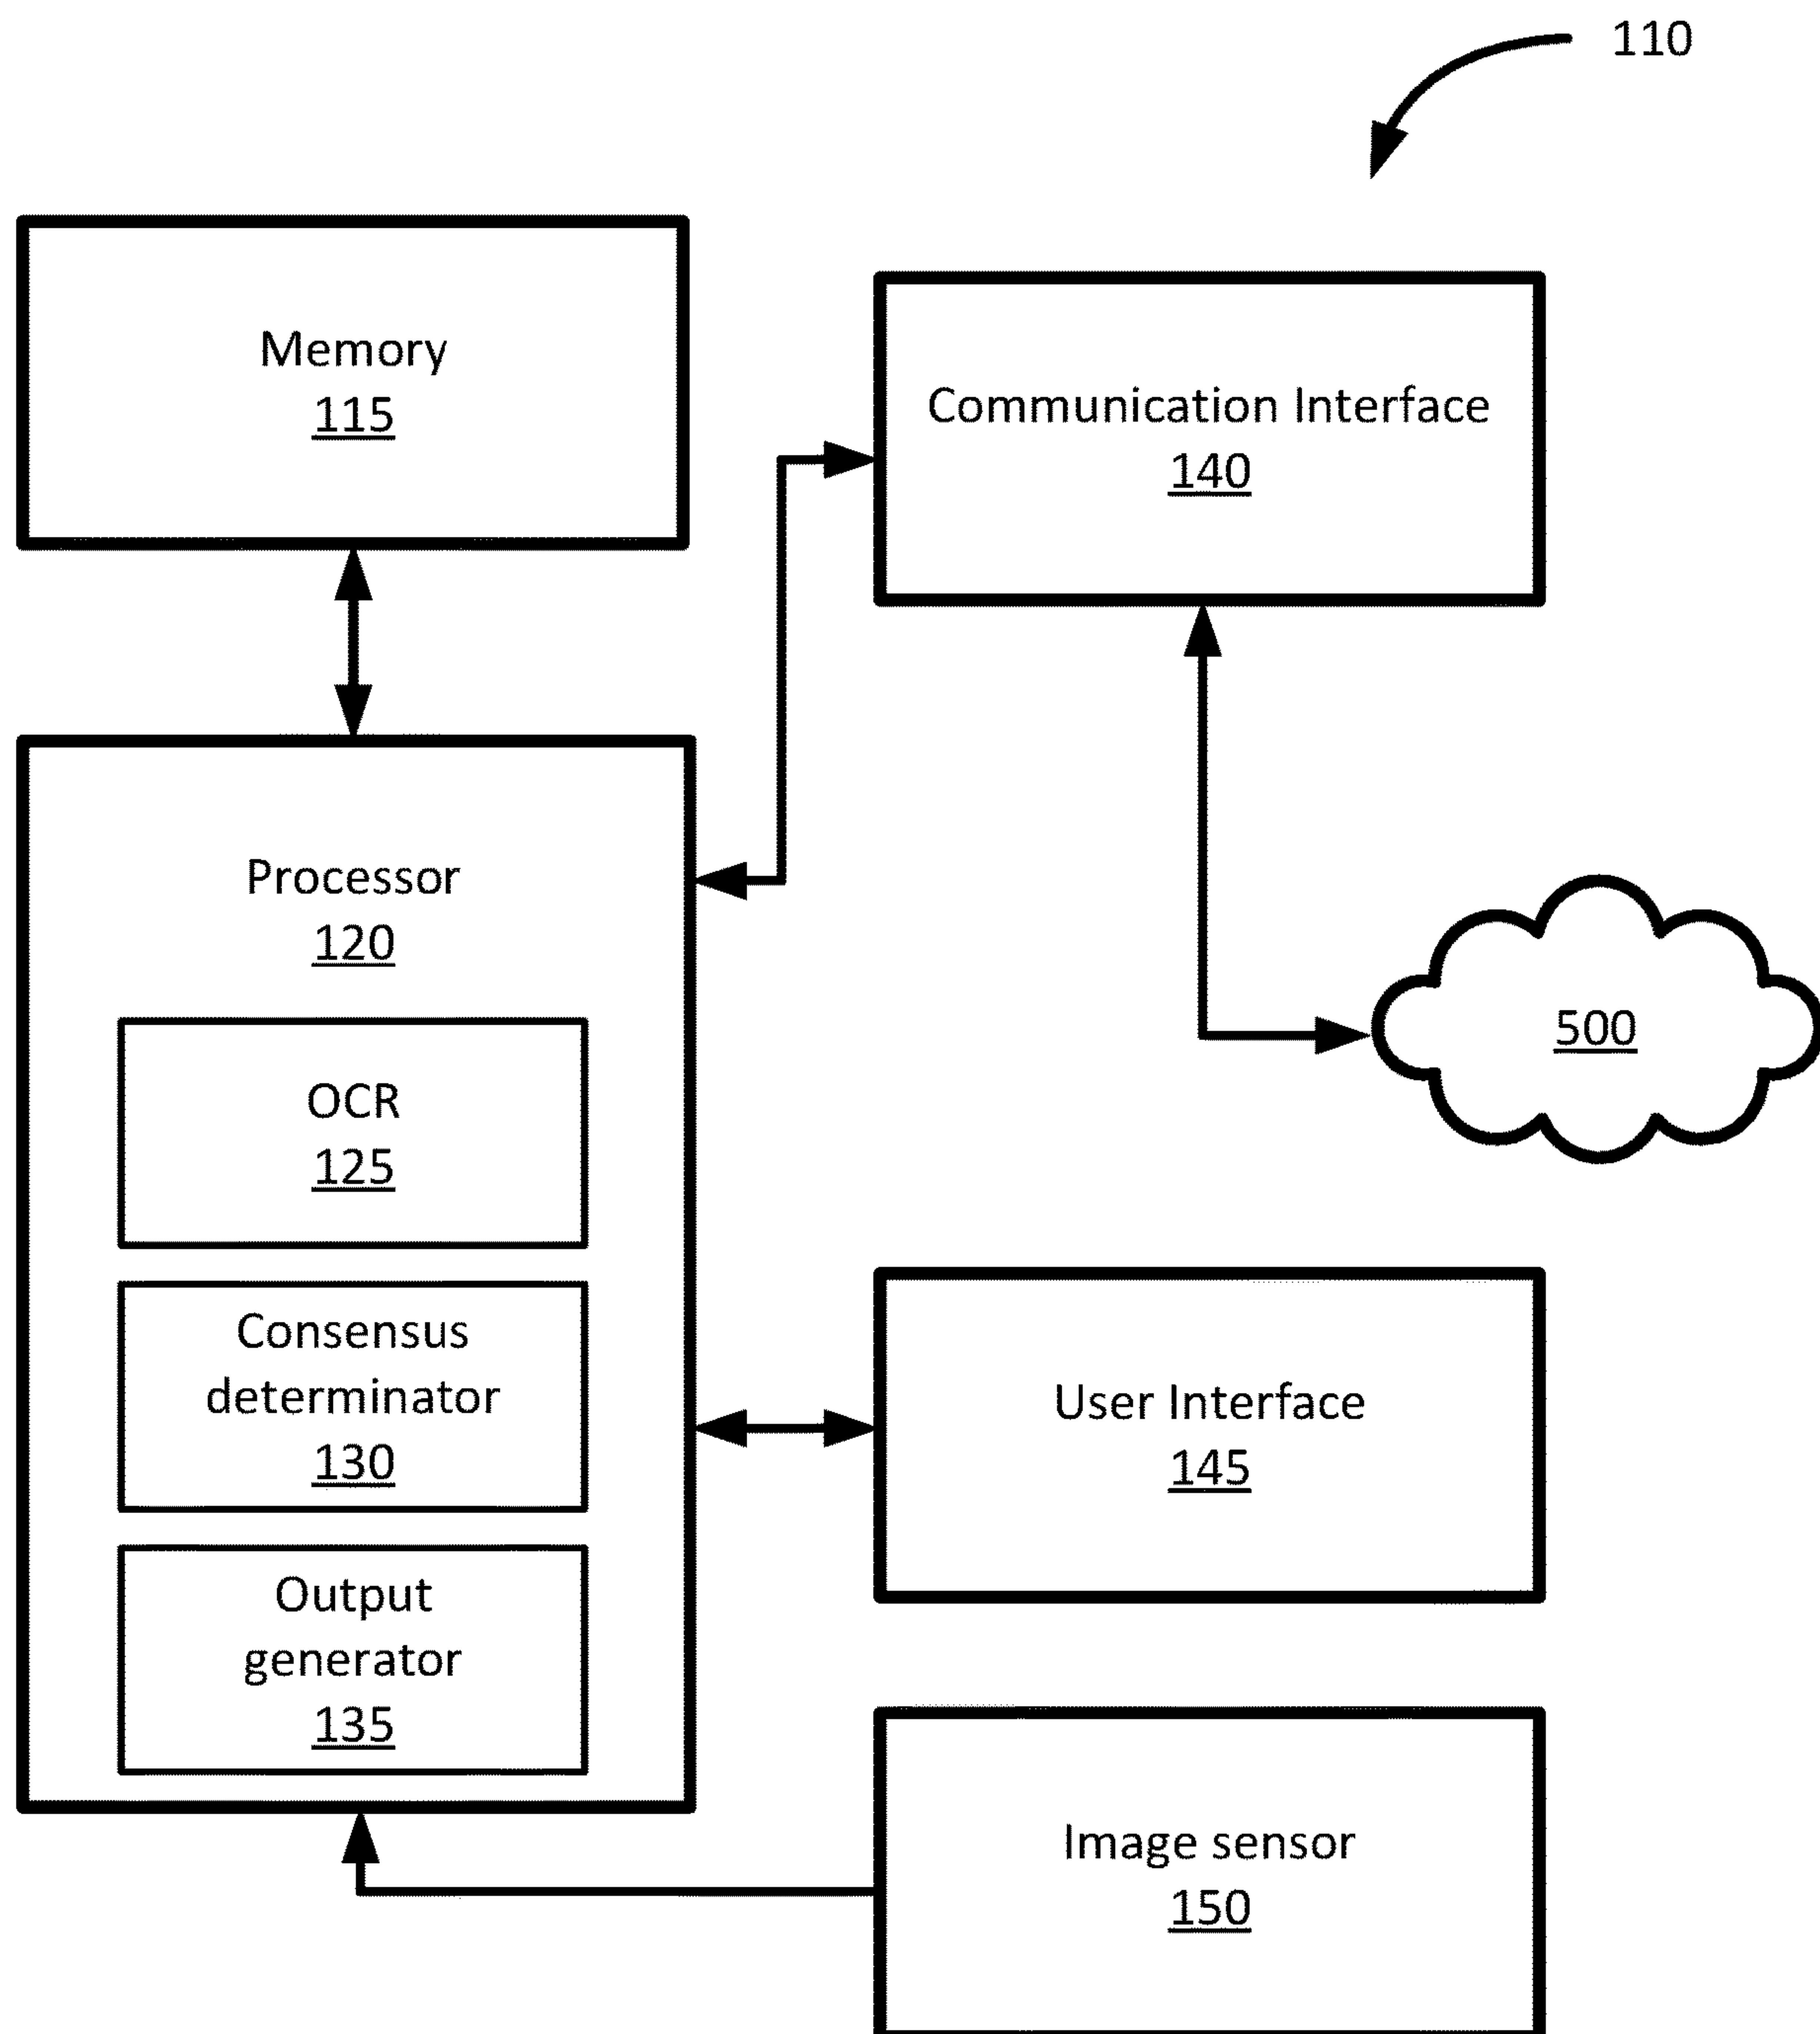 110
Memory
115
Communication Interface
140
Processor
120
500
OCR
125
Consensus
determinator
130
User Interface
145
Output
generator
135
Image sensor
150